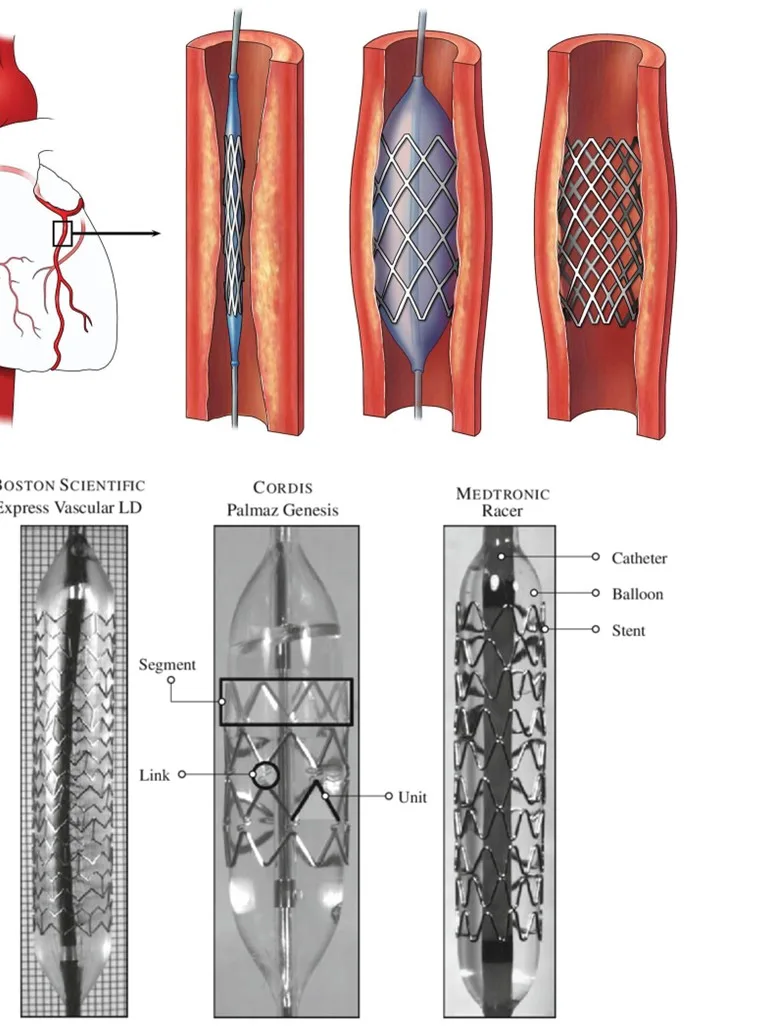 BOSTON SCIENTIFIC
Express Vascular LD
CORDIS
Palmaz Genesis
MEDTRONIC
Racer
Catheter
Balloon
Stent
Segment
Link
Unit